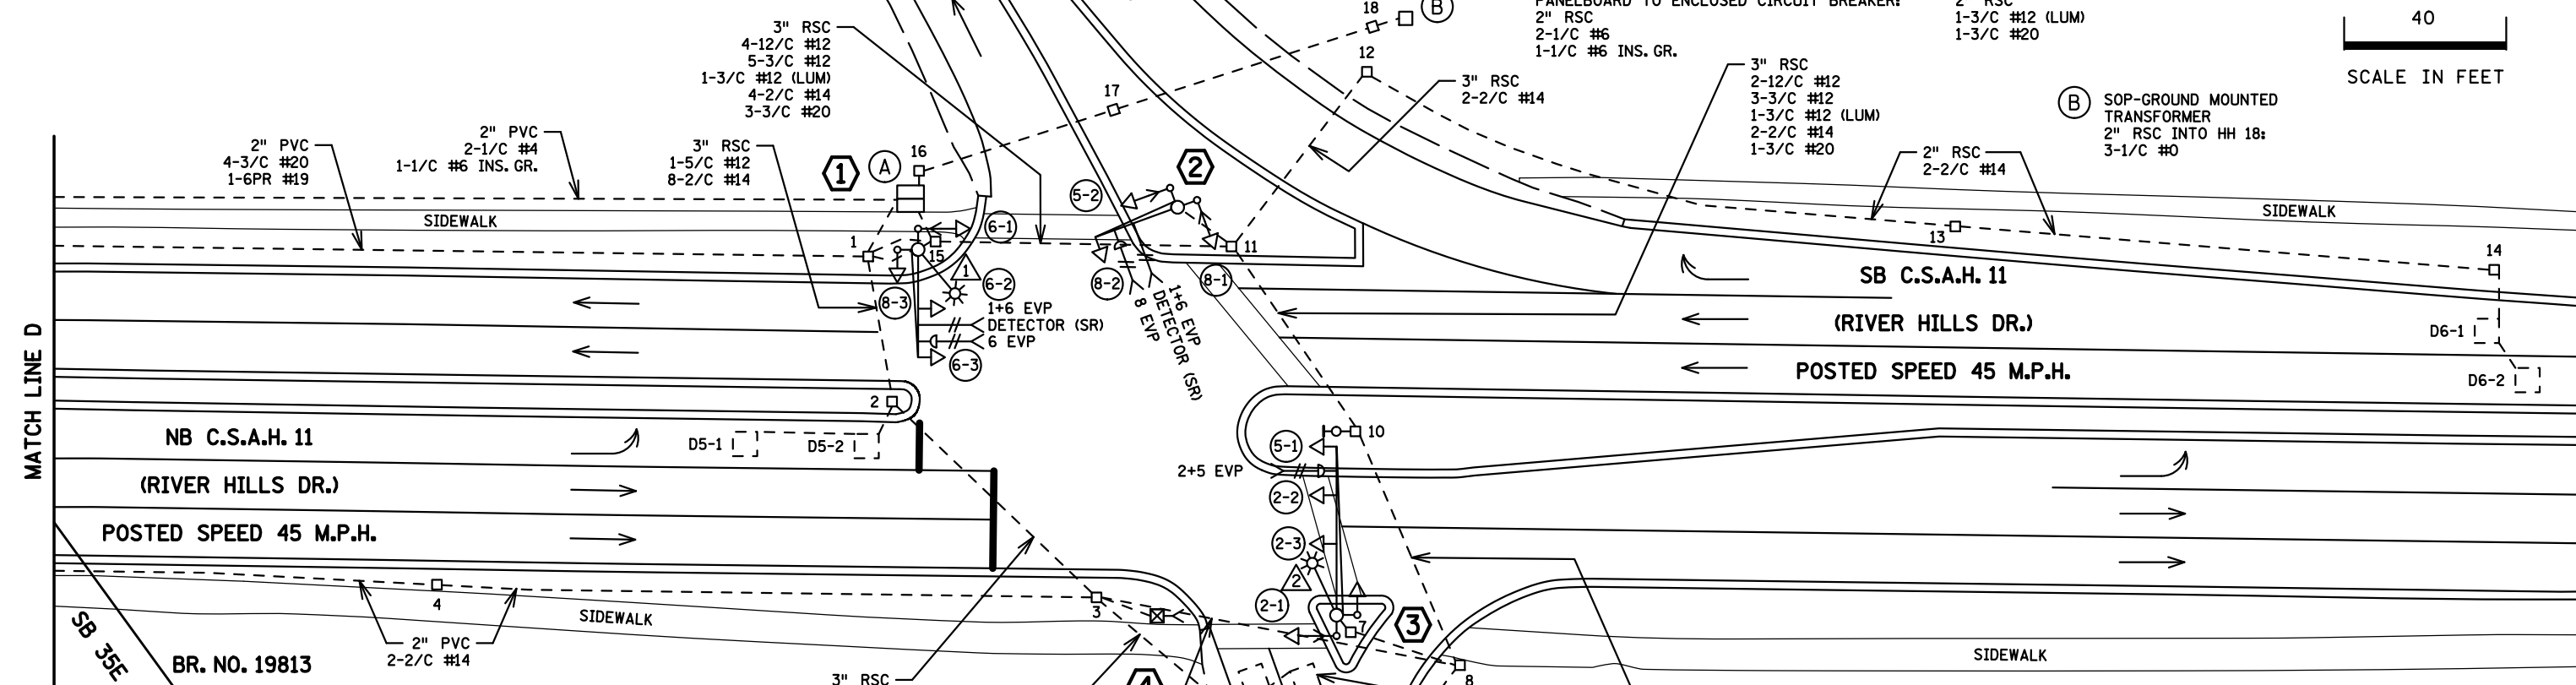 3" RSC
4-12/C #12
5-3/C #12
1-3/C #12 (LUM)
4-2/C #14
3-3/C #20
2" PVC
4-3/C #20
1-6PR #19
2" PVC
2-1/C #4
1-1/C #6 INS. GR.
3" RSC
1-5/C #12
8-2/C #14
1
A
16
17
18
B
12
2" RSC
2-1/C #6
1-1/C #6 INS. GR.
2" RSC
1-3/C #12 (LUM)
1-3/C #20
40
SCALE IN FEET
3" RSC
2-2/C #14
3" RSC
2-12/C #12
3-3/C #12
1-3/C #12 (LUM)
2-2/C #14
1-3/C #20
B
SOP-GROUND MOUNTED
TRANSFORMER
2" RSC INTO HH 18:
3-1/C #0
2" RSC
2-2/C #14
2
5-2
SIDEWALK
SIDEWALK
6-1
1
15
11
13
14
1
6-2
8-3
8-2
8-1
1+6 EVP
DETECTOR (SR)
6 EVP
6-3
1+6 EVP
DETECTOR (SR)
8 EVP
SB C.S.A.H. 11
(RIVER HILLS DR.)
POSTED SPEED 45 M.P.H.
D6-1
D6-2
MATCH LINE D
2
NB C.S.A.H. 11
(RIVER HILLS DR.)
POSTED SPEED 45 M.P.H.
D5-1
D5-2
10
5-1
2+5 EVP
2-2
2-3
2
2-1
3
7
8
4
3
SIDEWALK
SIDEWALK
2" PVC
2-2/C #14
SB 35E
BR. NO. 19813
3" RSC
4